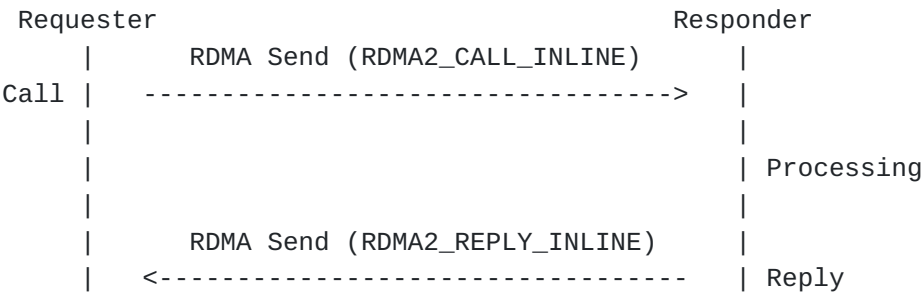 Requester                                 Responder
    |      RDMA Send (RDMA2_CALL_INLINE)      |
Call |   ---------------------------------->   |
    |                                         |
    |                                         | Processing
    |                                         |
    |      RDMA Send (RDMA2_REPLY_INLINE)     |
    |   <----------------------------------   | Reply